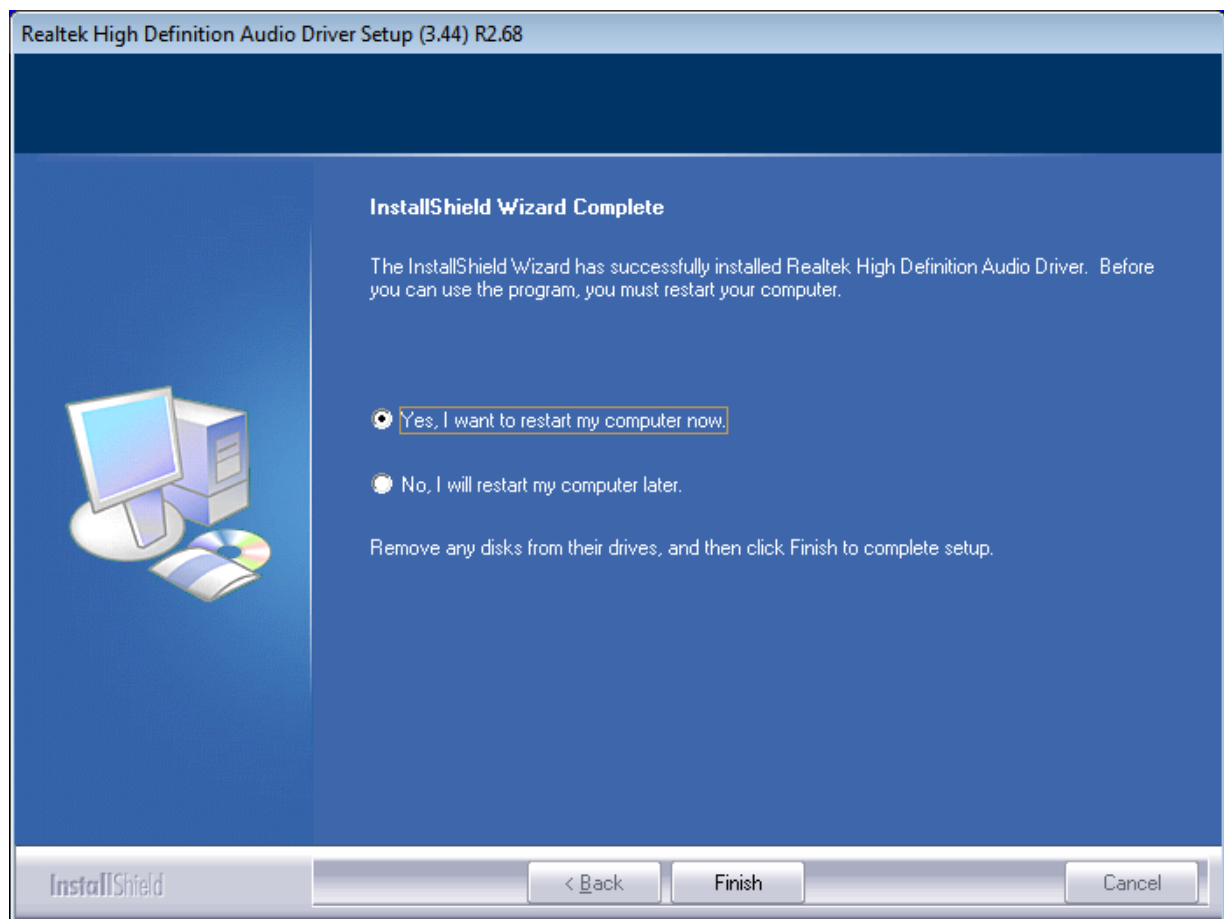 Realtek High Definition Audio Driver Setup (3.44) R2.68
InstallShield Wizard Complete
The InstallShield Wizard has successfully installed Realtek High Definition Audio Driver. Before
you can use the program, you must restart your computer.
Yes, I want to restart my computer now.
No, I will restart my computer later.
Remove any disks from their drives, and then click Finish to complete setup.
InstallShield
< Back
Finish
Cancel